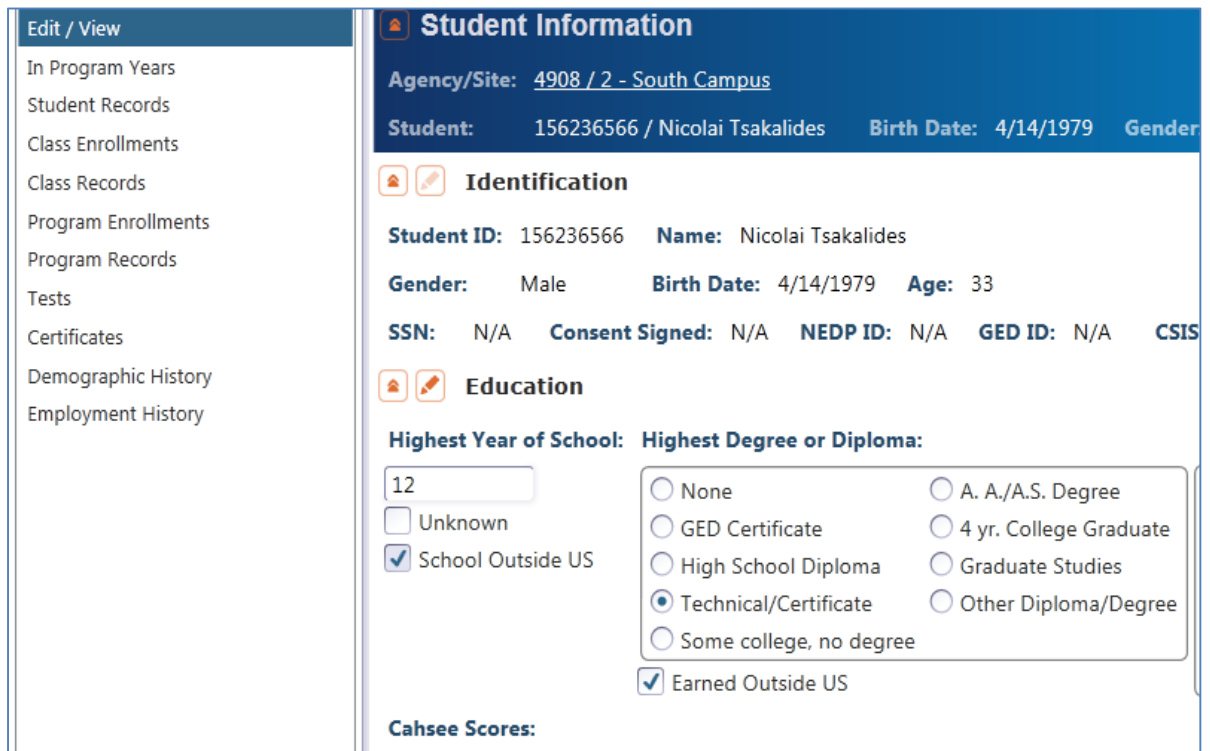 Edit / View
In Program Years
Student Records
Class Enrollments
Class Records
Program Enrollments
Program Records
Tests
Certificates
Demographic History
Employment History
Student Information
Agency/Site: 4908 / 2 - South Campus
Student: 156236566 / Nicolai Tsakalides Birth Date: 4/14/1979 Gender:
Identification
Student ID: 156236566 Name: Nicolai Tsakalides
Gender: Male Birth Date: 4/14/1979 Age: 33
SSN: N/A Consent Signed: N/A NEDP ID: N/A GED ID: N/A CSIS
Education
Highest Year of School: Highest Degree or Diploma:
12
Unknown
School Outside US
None A. A./A.S. Degree
GED Certificate 4 yr. College Graduate
High School Diploma Graduate Studies
Technical/Certificate Other Diploma/Degree
Some college, no degree
Earned Outside US
Cahsee Scores: